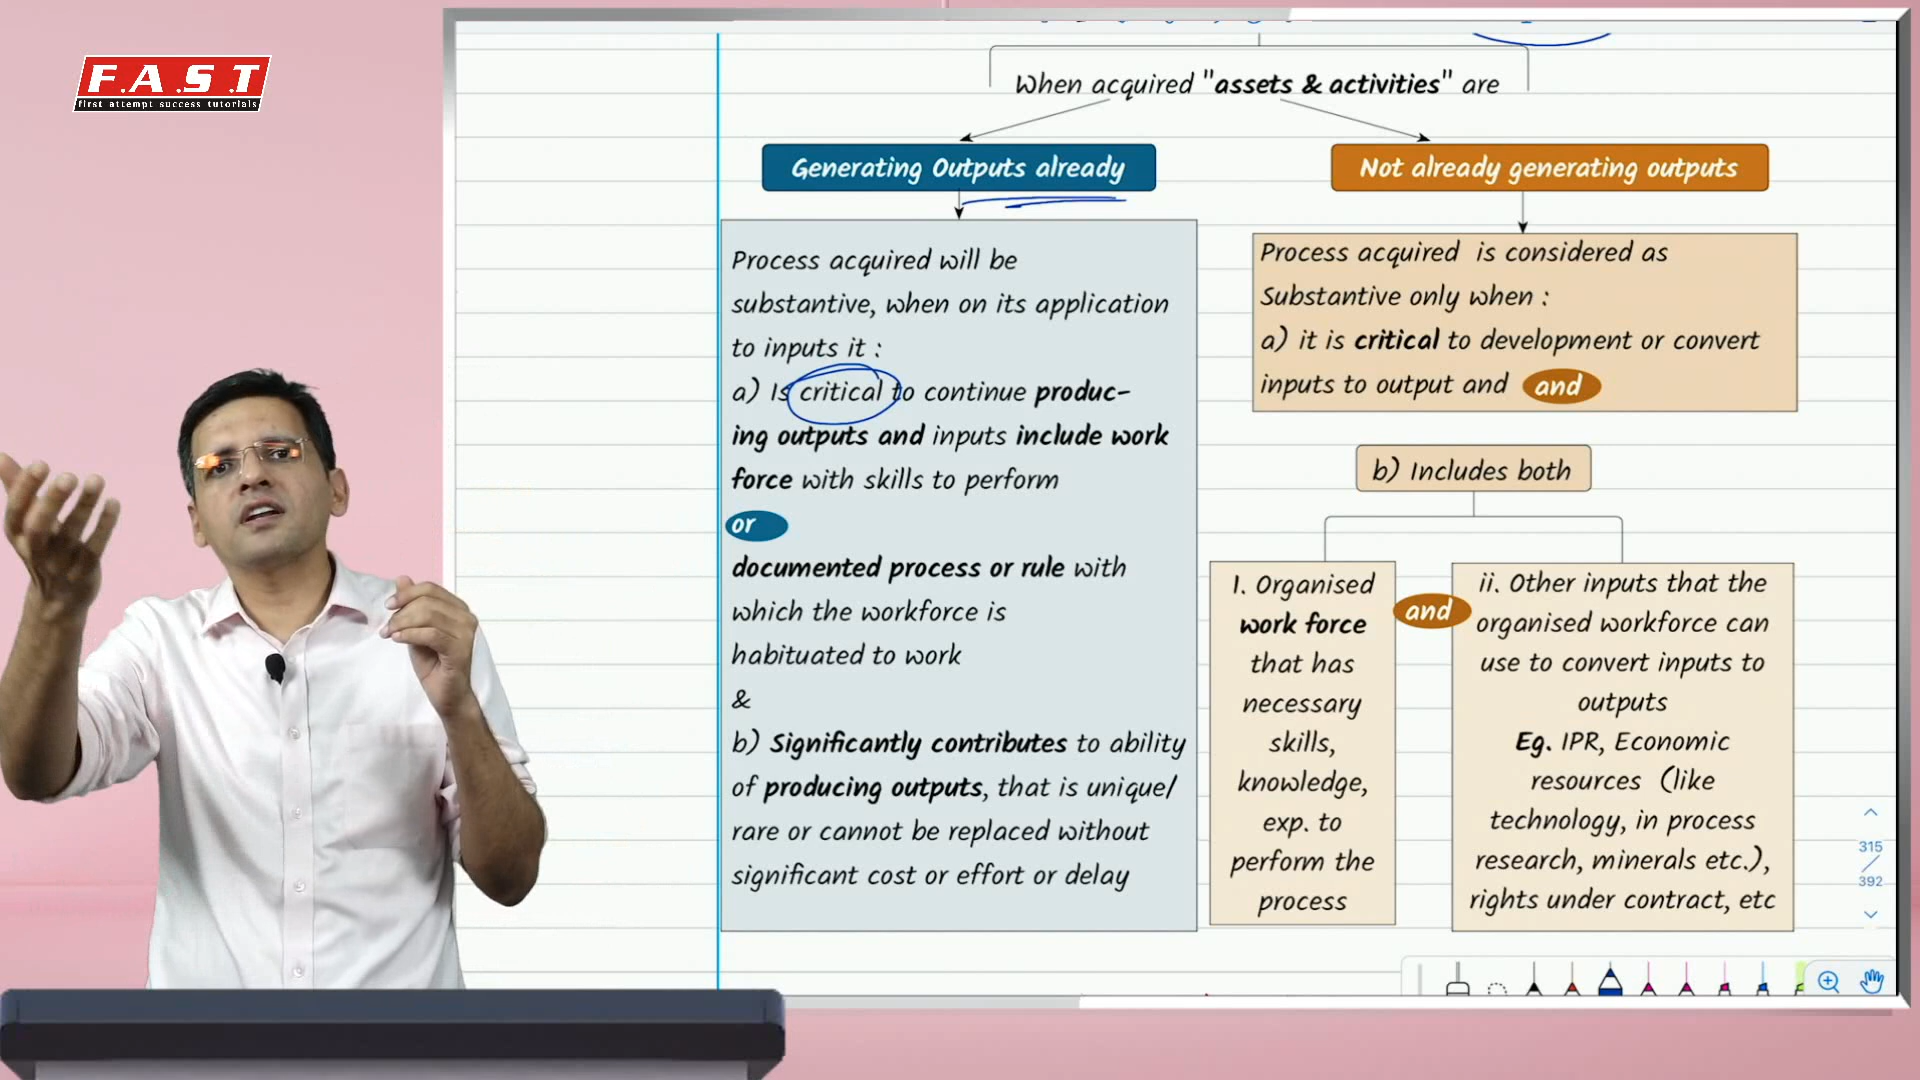 F.A.S.T
first attempt success tutorials
When acquired "assets & activities" are
Generating Outputs already
Process acquired will be
substantive, when on its application
to inputs it :
a) Is critical to continue produc-
ing outputs and inputs include work
force with skills to perform
or
documented process or rule with
which the workforce is
habituated to work
&
b) Significantly contributes to ability
of producing outputs, that is unique/
rare or cannot be replaced without
significant cost or effort or delay
Not already generating outputs
Process acquired is considered as
Substantive only when :
a) it is critical to development or convert
inputs to output and and
b) Includes both
1. Organised
work force
that has
necessary
skills,
knowledge,
exp. to
perform the
process
and
ii. Other inputs that the
organised workforce can
use to convert inputs to
outputs
Eg. IPR, Economic
resources (like
technology, in process
research, minerals etc.),
rights under contract, etc
315
392